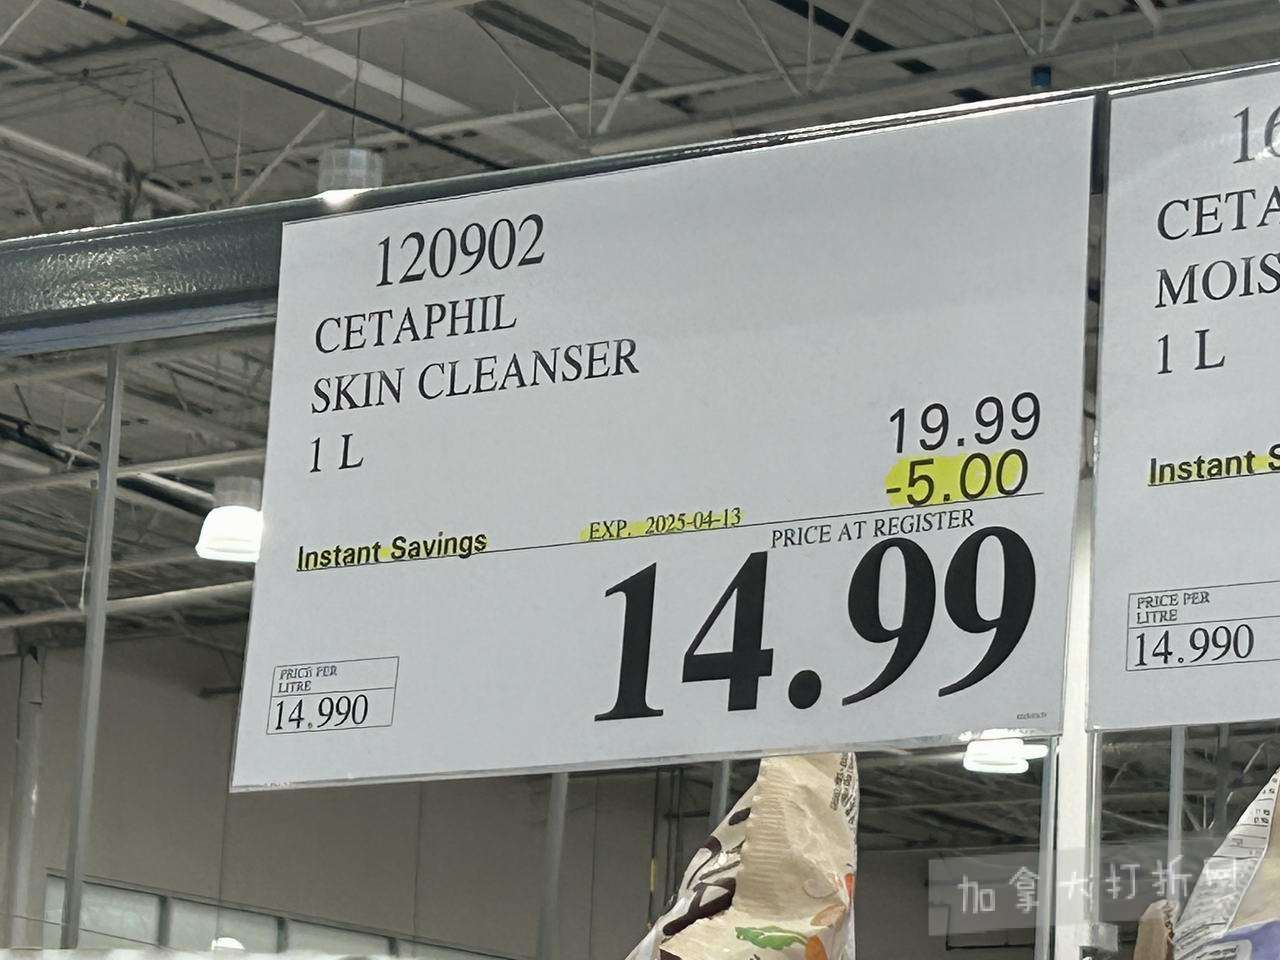 120902
CETAPHIL
SKIN CLEANSER
1 L
19.99
-5.00
Instant Savings
EXP. 2025-04-13
PRICE AT REGISTER
14.99
PRICE PER
LITRE
14.990
16
CETA
MOIS
1 L
Instant S
PRICE PER
LITRE
14.990
加拿大打折网